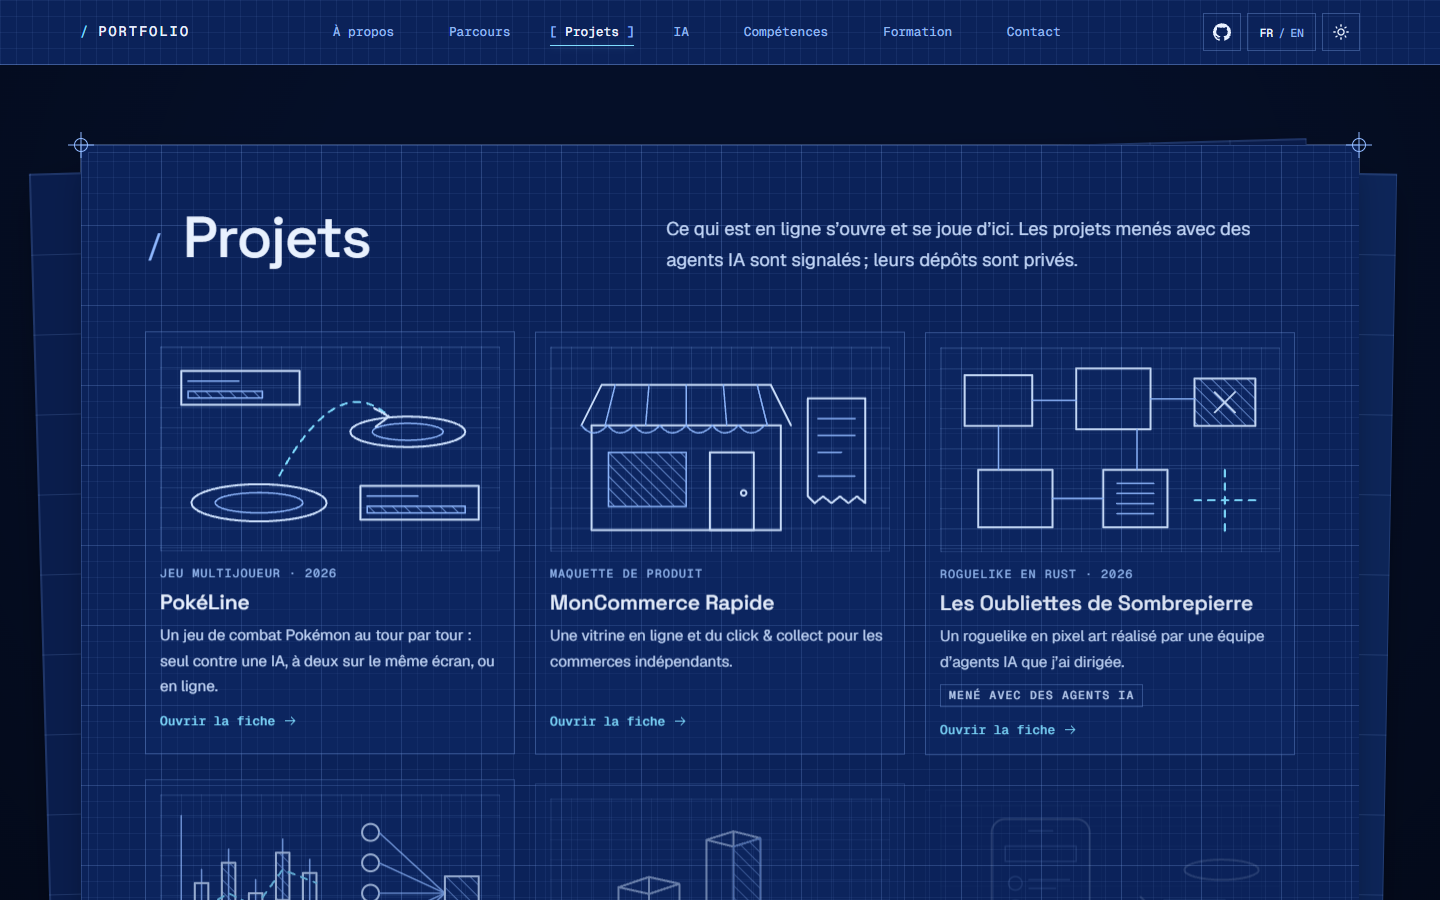 / PORTFOLIO
À propos
Parcours
[ Projets ]
IA
Compétences
Formation
Contact
FR / EN
/ Projets
Ce qui est en ligne s’ouvre et se joue d’ici. Les projets menés avec des
agents IA sont signalés ; leurs dépôts sont privés.
JEU MULTIJOUEUR · 2026
PokéLine
Un jeu de combat Pokémon au tour par tour :
seul contre une IA, à deux sur le même écran, ou
en ligne.
Ouvrir la fiche →
MAQUETTE DE PRODUIT
MonCommerce Rapide
Une vitrine en ligne et du click & collect pour les
commerces indépendants.
Ouvrir la fiche →
ROGUELIKE EN RUST · 2026
Les Oubliettes de Sombrepierre
Un roguelike en pixel art réalisé par une équipe
d’agents IA que j’ai dirigée.
MENÉ AVEC DES AGENTS IA
Ouvrir la fiche →